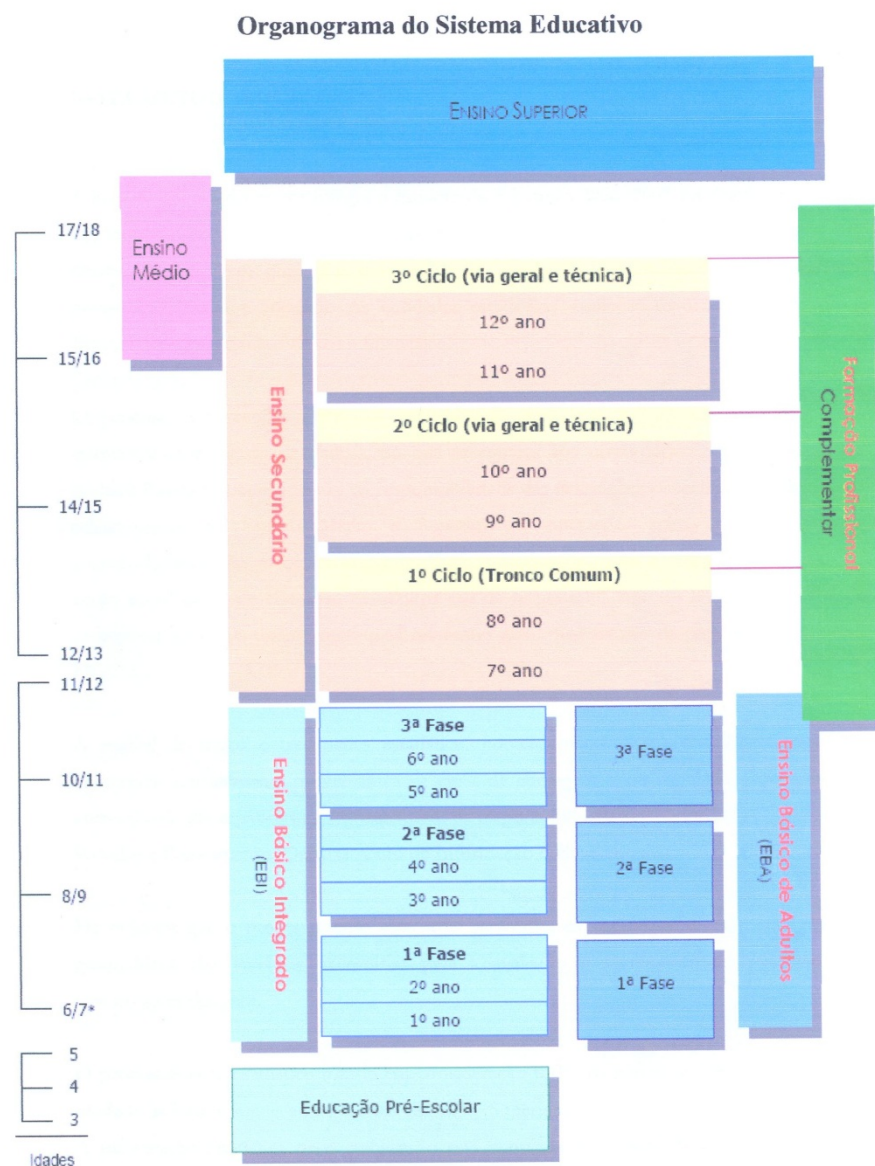 Organograma do Sistema Educativo
ENSINO SUPERIOR
17/18
15/16
14/15
12/13
11/12
10/11
8/9
6/7*
5
4
3
Idades
Ensino
Médio
Ensino Secundário
3º Ciclo (via geral e técnica)
12º ano
11º ano
2º Ciclo (via geral e técnica)
10º ano
9º ano
1º Ciclo (Tronco Comum)
8º ano
7º ano
Formação Profissional
Complementar
Ensino Básico Integrado
(EBI)
3ª Fase
6º ano
5º ano
2ª Fase
4º ano
3º ano
1ª Fase
2º ano
1º ano
3ª Fase
2ª Fase
1ª Fase
Ensino Básico de Adultos
(EBA)
Educação Pré-Escolar